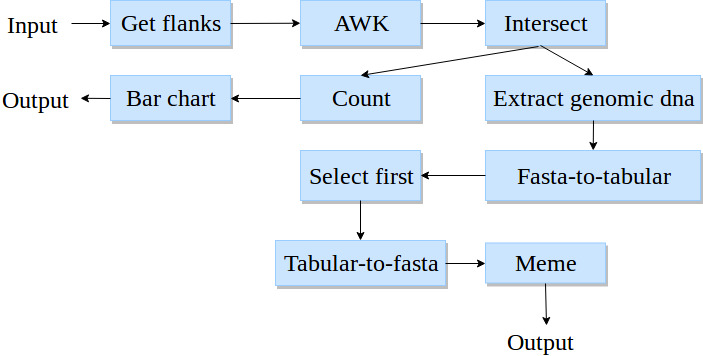 Input
Get flanks
AWK
Intersect
Output
Bar chart
Count
Extract genomic dna
Select first
Fasta-to-tabular
Tabular-to-fasta
Meme
Output